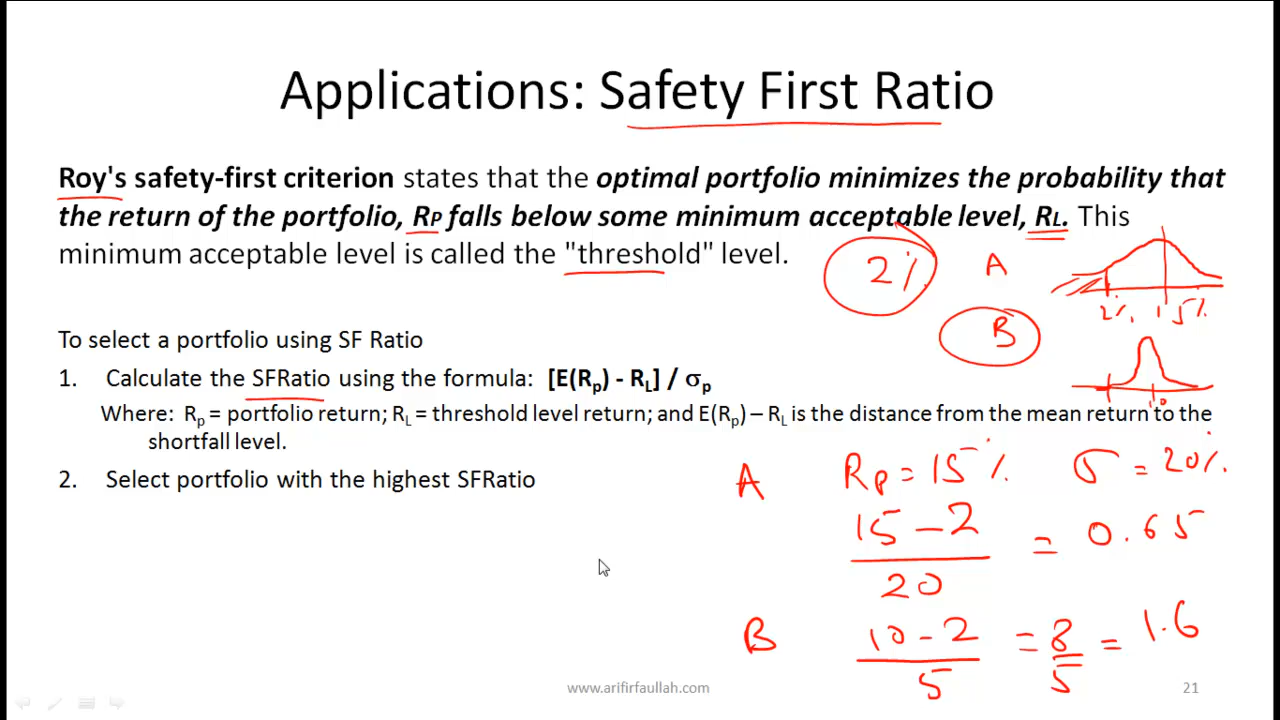 Applications: Safety First Ratio
Roy's safety-first criterion states that the optimal portfolio minimizes the probability that
the return of the portfolio, RP falls below some minimum acceptable level, RL. This
minimum acceptable level is called the "threshold" level.
2% A
2% 15%
B
10
To select a portfolio using SF Ratio
1. Calculate the SFRatio using the formula: [E(Rp) - RL] / σp
Where: Rp = portfolio return; RL = threshold level return; and E(Rp) – RL is the distance from the mean return to the
shortfall level.
2. Select portfolio with the highest SFRatio
A Rp = 15% σ = 20%
15 - 2 / 20 = 0.65
B 10 - 2 / 5 = 8/5 = 1.6
www.arifirfaullah.com 21